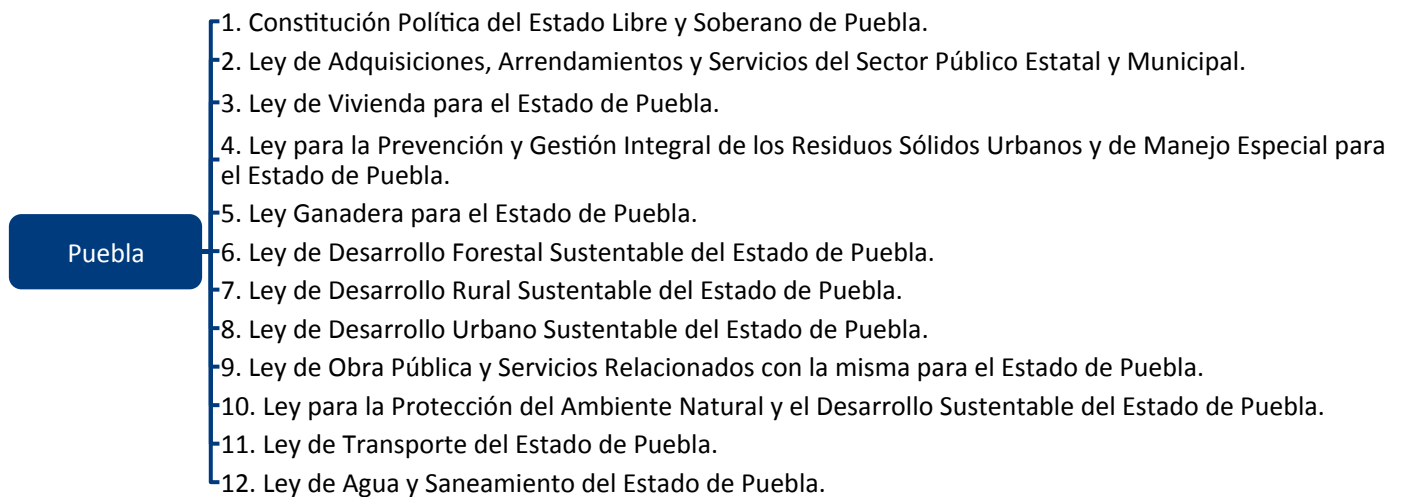 Puebla
1. Constitución Política del Estado Libre y Soberano de Puebla.
2. Ley de Adquisiciones, Arrendamientos y Servicios del Sector Público Estatal y Municipal.
3. Ley de Vivienda para el Estado de Puebla.
4. Ley para la Prevención y Gestión Integral de los Residuos Sólidos Urbanos y de Manejo Especial para
el Estado de Puebla.
5. Ley Ganadera para el Estado de Puebla.
6. Ley de Desarrollo Forestal Sustentable del Estado de Puebla.
7. Ley de Desarrollo Rural Sustentable del Estado de Puebla.
8. Ley de Desarrollo Urbano Sustentable del Estado de Puebla.
9. Ley de Obra Pública y Servicios Relacionados con la misma para el Estado de Puebla.
10. Ley para la Protección del Ambiente Natural y el Desarrollo Sustentable del Estado de Puebla.
11. Ley de Transporte del Estado de Puebla.
12. Ley de Agua y Saneamiento del Estado de Puebla.